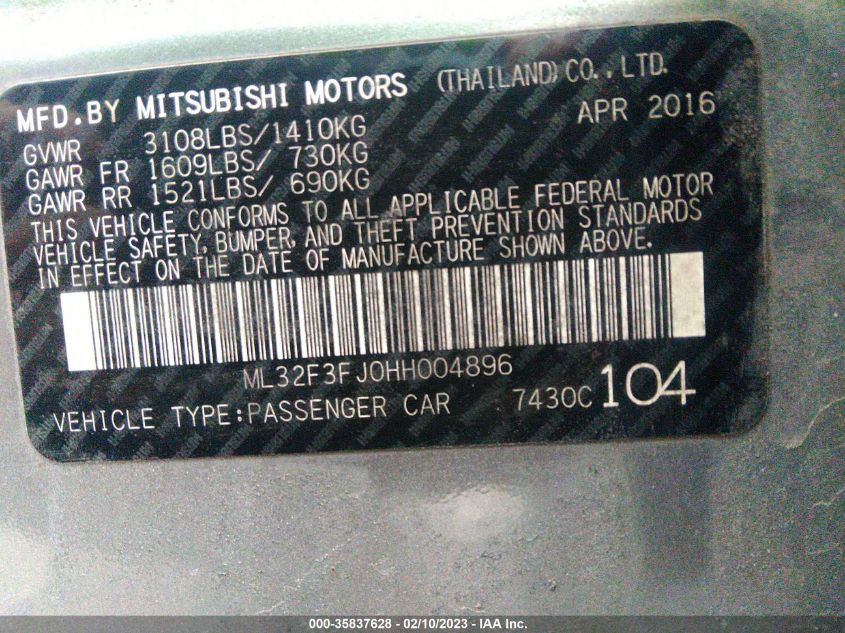 MFD.BY MITSUBISHI MOTORS (THAILAND) CO., LTD.
GVWR 3108LBS/1410KG APR 2016
GAWR FR 1609LBS/ 730KG
GAWR RR 1521LBS/ 690KG
THIS VEHICLE CONFORMS TO ALL APPLICABLE FEDERAL MOTOR
VEHICLE SAFETY, BUMPER, AND THEFT PREVENTION STANDARDS
IN EFFECT ON THE DATE OF MANUFACTURE SHOWN ABOVE.
ML32F3FJ0HH004896
VEHICLE TYPE:PASSENGER CAR 7430C 104
000-35837628 - 02/10/2023 - IAA Inc.